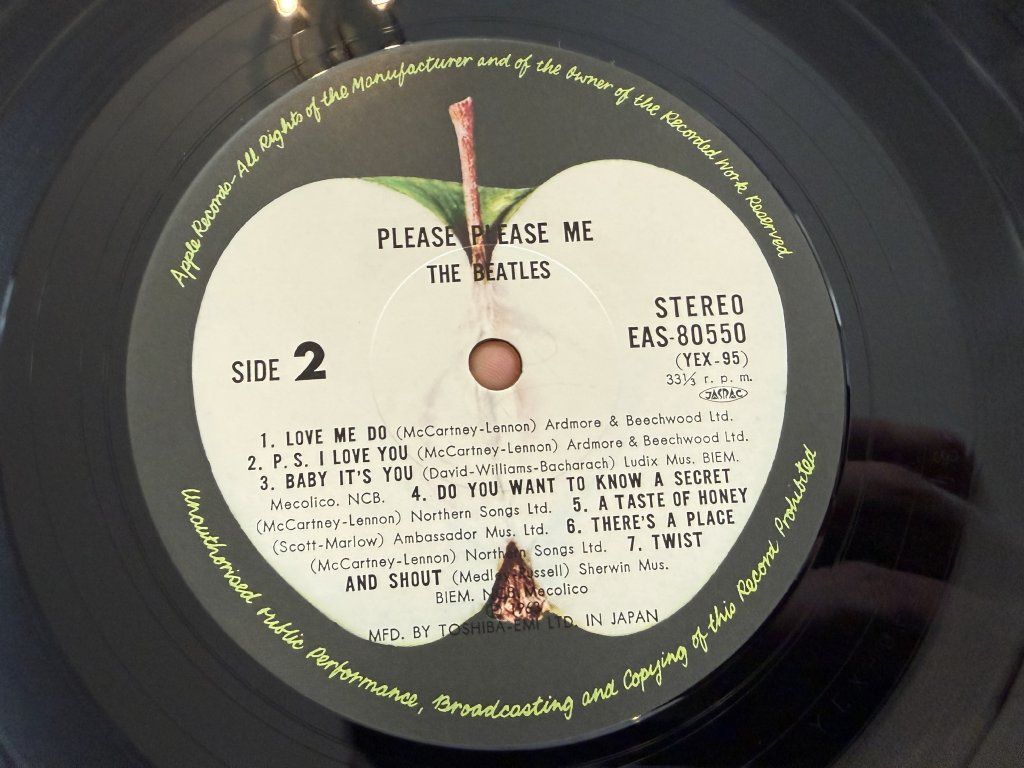 Apple Records - All Rights of the Manufacturer and of the Owner of the Recorded Work Reserved
PLEASE PLEASE ME
THE BEATLES
STEREO
EAS-80550
(YEX-95)
33⅓ r. p. m.
JASRAC
SIDE 2
1. LOVE ME DO (McCartney-Lennon) Ardmore & Beechwood Ltd.
2. P. S. I LOVE YOU (McCartney-Lennon) Ardmore & Beechwood Ltd.
3. BABY IT'S YOU (David-Williams-Bacharach) Ludix Mus. BIEM.
Mecolico. NCB. 4. DO YOU WANT TO KNOW A SECRET
(McCartney-Lennon) Northern Songs Ltd. 5. A TASTE OF HONEY
(Scott-Marlow) Ambassador Mus. Ltd. 6. THERE'S A PLACE
(McCartney-Lennon) Northern Songs Ltd. 7. TWIST
AND SHOUT (Medley-Russell) Sherwin Mus.
BIEM. NCB. Mecolico
MFD. BY TOSHIBA-EMI LTD. IN JAPAN
Unauthorised Public Performance, Broadcasting and Copying of this Record Prohibited